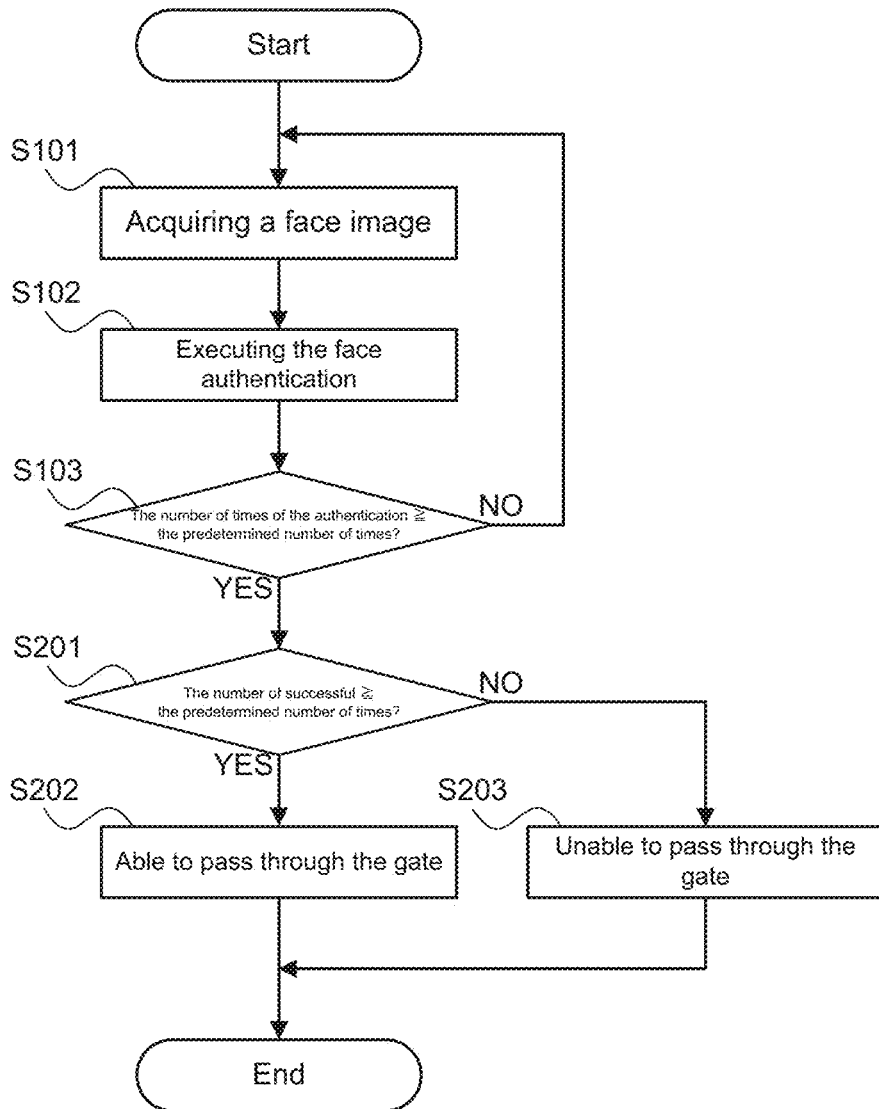 Start
S101
Acquiring a face image
S102
Executing the face
authentication
S103
The number of times of the authentication ≧
the predetermined number of times?
NO
YES
S201
The number of successful ≧
the predetermined number of times?
NO
YES
S202
Able to pass through the gate
S203
Unable to pass through the
gate
End